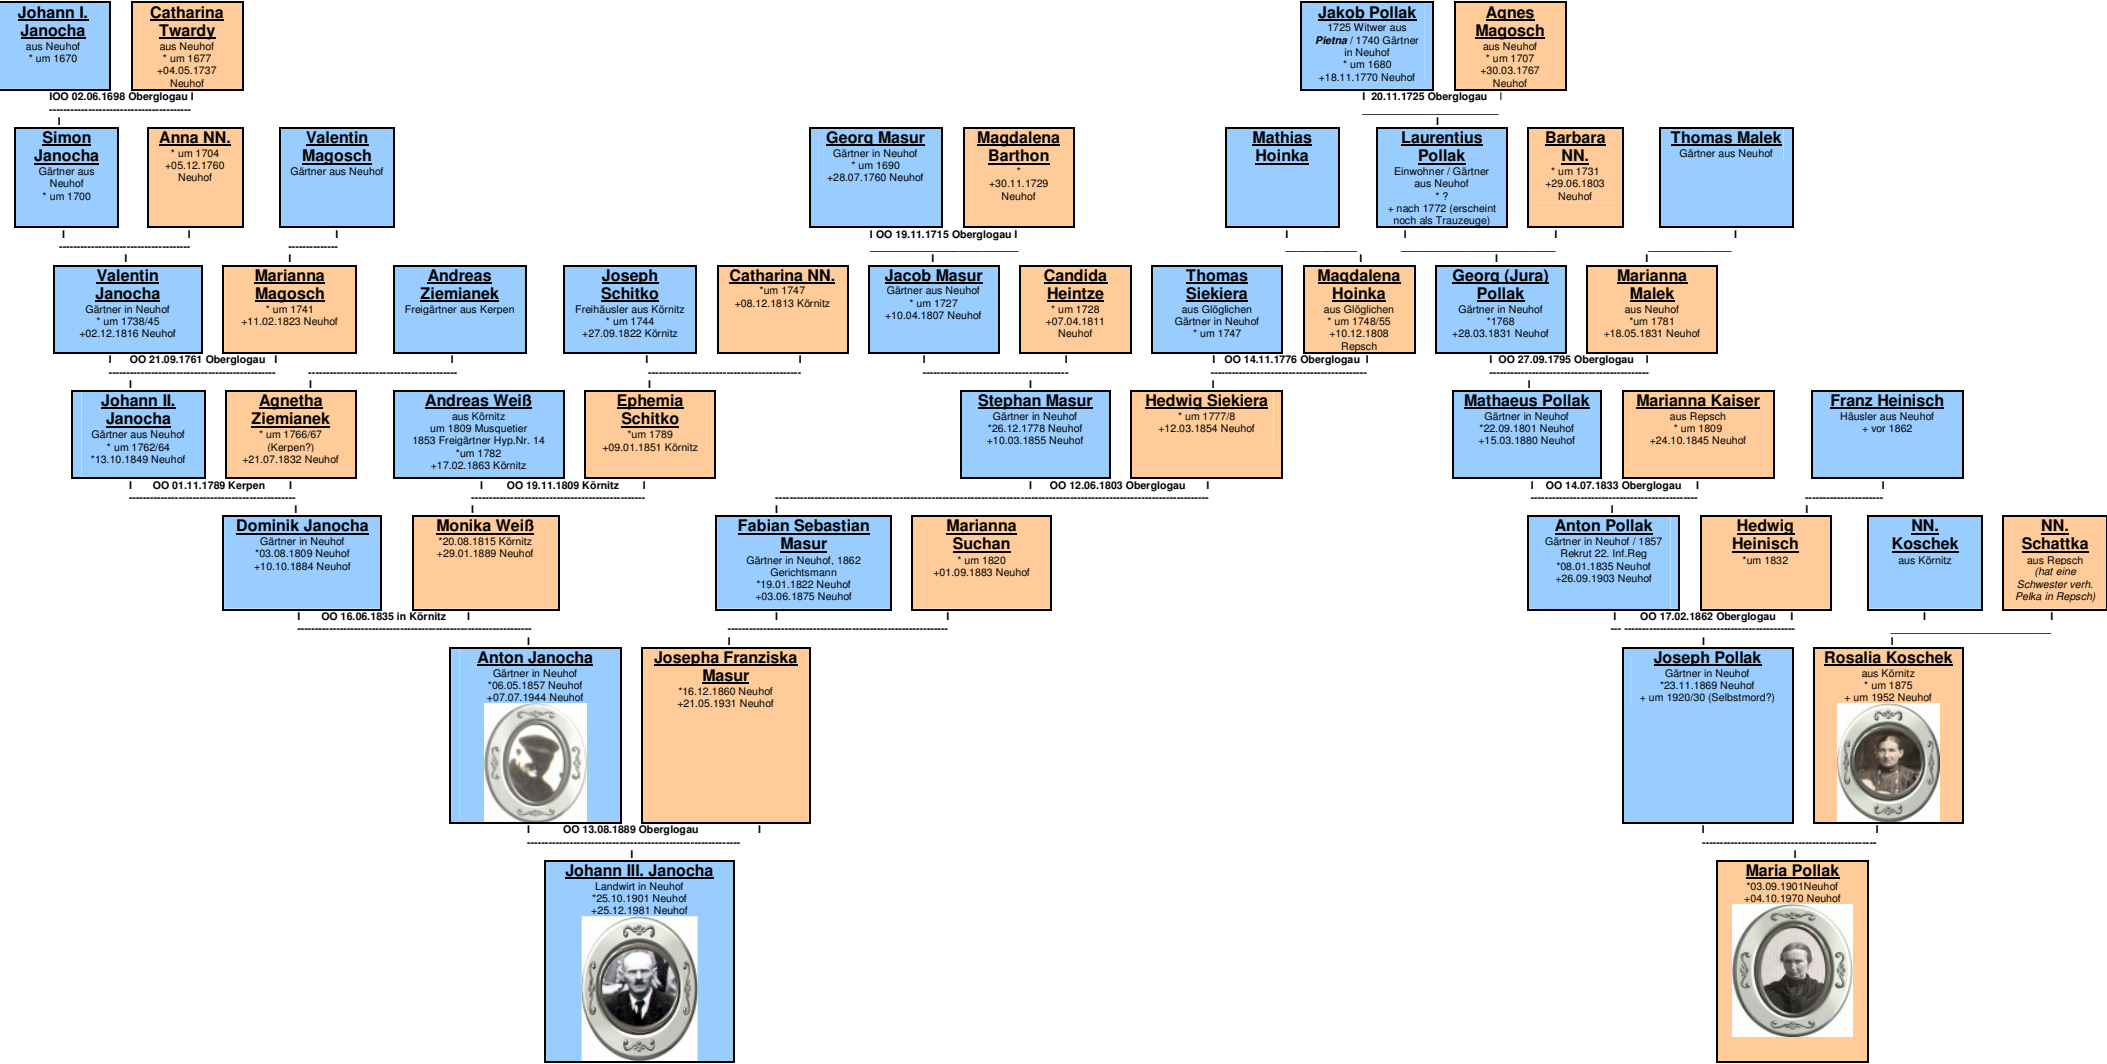 Johann I.
Janocha
aus Neuhof
* um 1670
Catharina
Twardy
aus Neuhof
* um 1677
+04.05.1737
Neuhof
Jakob Pollak
1725 Witwer aus
Pietna / 1740 Gärtner
in Neuhof
* um 1680
+18.11.1770 Neuhof
Agnes
Magosch
aus Neuhof
* um 1707
+30.03.1767
Neuhof
IOO 02.06.1698 Oberglogau I
I 20.11.1725 Oberglogau I
Simon
Janocha
Gärtner aus
Neuhof
* um 1700
Anna NN.
* um 1704
+05.12.1760
Neuhof
Valentin
Magosch
Gärtner aus Neuhof
Georg Masur
Gärtner in Neuhof
* um 1690
+28.07.1760 Neuhof
Magdalena
Barthon
*
+30.11.1729
Neuhof
Mathias
Hoinka
Laurentius
Pollak
Einwohner / Gärtner
aus Neuhof
* ?
+ nach 1772 (erscheint
noch als Trauzeuge)
Barbara
NN.
* um 1731
+29.06.1803
Neuhof
Thomas Malek
Gärtner aus Neuhof
I OO 19.11.1715 Oberglogau I
Valentin
Janocha
Gärtner in Neuhof
* um 1738/45
+02.12.1816 Neuhof
Marianna
Magosch
* um 1741
+11.02.1823 Neuhof
Andreas
Ziemianek
Freigärtner aus Kerpen
Joseph
Schitko
Freihäusler aus Körnitz
* um 1744
+27.09.1822 Körnitz
Catharina NN.
*um 1747
+08.12.1813 Körnitz
Jacob Masur
Gärtner aus Neuhof
* um 1727
+10.04.1807 Neuhof
Candida
Heintze
* um 1728
+07.04.1811
Neuhof
Thomas
Siekiera
aus Glöglichen
Gärtner in Neuhof
* um 1747
Magdalena
Hoinka
aus Glöglichen
* um 1748/55
+10.12.1808
Repsch
Georg (Jura)
Pollak
Gärtner in Neuhof
*1768
+28.03.1831 Neuhof
Marianna
Malek
aus Neuhof
*um 1781
+18.05.1831 Neuhof
I OO 21.09.1761 Oberglogau I
I OO 14.11.1776 Oberglogau I
I OO 27.09.1795 Oberglogau I
Johann II.
Janocha
Gärtner aus Neuhof
* um 1762/64
*13.10.1849 Neuhof
Agnetha
Ziemianek
* um 1766/67
(Kerpen?)
+21.07.1832 Neuhof
Andreas Weiß
aus Körnitz
um 1809 Musquetier
1853 Freigärtner Hyp.Nr. 14
*um 1782
+17.02.1863 Körnitz
Ephemia
Schitko
*um 1789
+09.01.1851 Körnitz
Stephan Masur
Gärtner in Neuhof
*26.12.1778 Neuhof
+10.03.1855 Neuhof
Hedwig Siekiera
* um 1777/8
+12.03.1854 Neuhof
Mathaeus Pollak
Gärtner in Neuhof
*22.09.1801 Neuhof
+15.03.1880 Neuhof
Marianna Kaiser
aus Repsch
* um 1809
+24.10.1845 Neuhof
Franz Heinisch
Häusler aus Neuhof
+ vor 1862
I OO 01.11.1789 Kerpen I
I OO 19.11.1809 Körnitz I
I OO 12.06.1803 Oberglogau I
I OO 14.07.1833 Oberglogau I
Dominik Janocha
Gärtner in Neuhof
*03.08.1809 Neuhof
+10.10.1884 Neuhof
Monika Weiß
*20.08.1815 Körnitz
+29.01.1889 Neuhof
Fabian Sebastian
Masur
Gärtner in Neuhof, 1862
Gerichtsmann
*19.01.1822 Neuhof
+03.06.1875 Neuhof
Marianna
Suchan
* um 1820
+01.09.1883 Neuhof
Anton Pollak
Gärtner in Neuhof / 1857
Rekrut 22. Inf.Reg
*08.01.1835 Neuhof
+26.09.1903 Neuhof
Hedwig
Heinisch
*um 1832
NN.
Koschek
aus Körnitz
NN.
Schattka
aus Repsch
(hat eine
Schwester verh.
Pelka in Repsch)
I OO 16.06.1835 in Körnitz I
I OO 17.02.1862 Oberglogau I
Anton Janocha
Gärtner in Neuhof
*06.05.1857 Neuhof
+07.07.1944 Neuhof
Josepha Franziska
Masur
*16.12.1860 Neuhof
+21.05.1931 Neuhof
Joseph Pollak
Gärtner in Neuhof
*23.11.1869 Neuhof
+ um 1920/30 (Selbstmord?)
Rosalia Koschek
aus Körnitz
* um 1875
+ um 1952 Neuhof
I OO 13.08.1889 Oberglogau I
Johann III. Janocha
Landwirt in Neuhof
*25.10.1901 Neuhof
+25.12.1981 Neuhof
Maria Pollak
*03.09.1901Neuhof
+04.10.1970 Neuhof